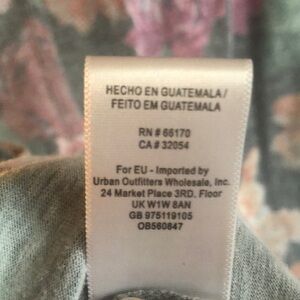 HECHO EN GUATEMALA/
FEITO EM GUATEMALA
RN # 66170
CA # 32054
For EU - Imported by
Urban Outfitters Wholesale, Inc.
24 Market Place 3RD. Floor
UK W1W 8AN
GB 975119105
OB560847